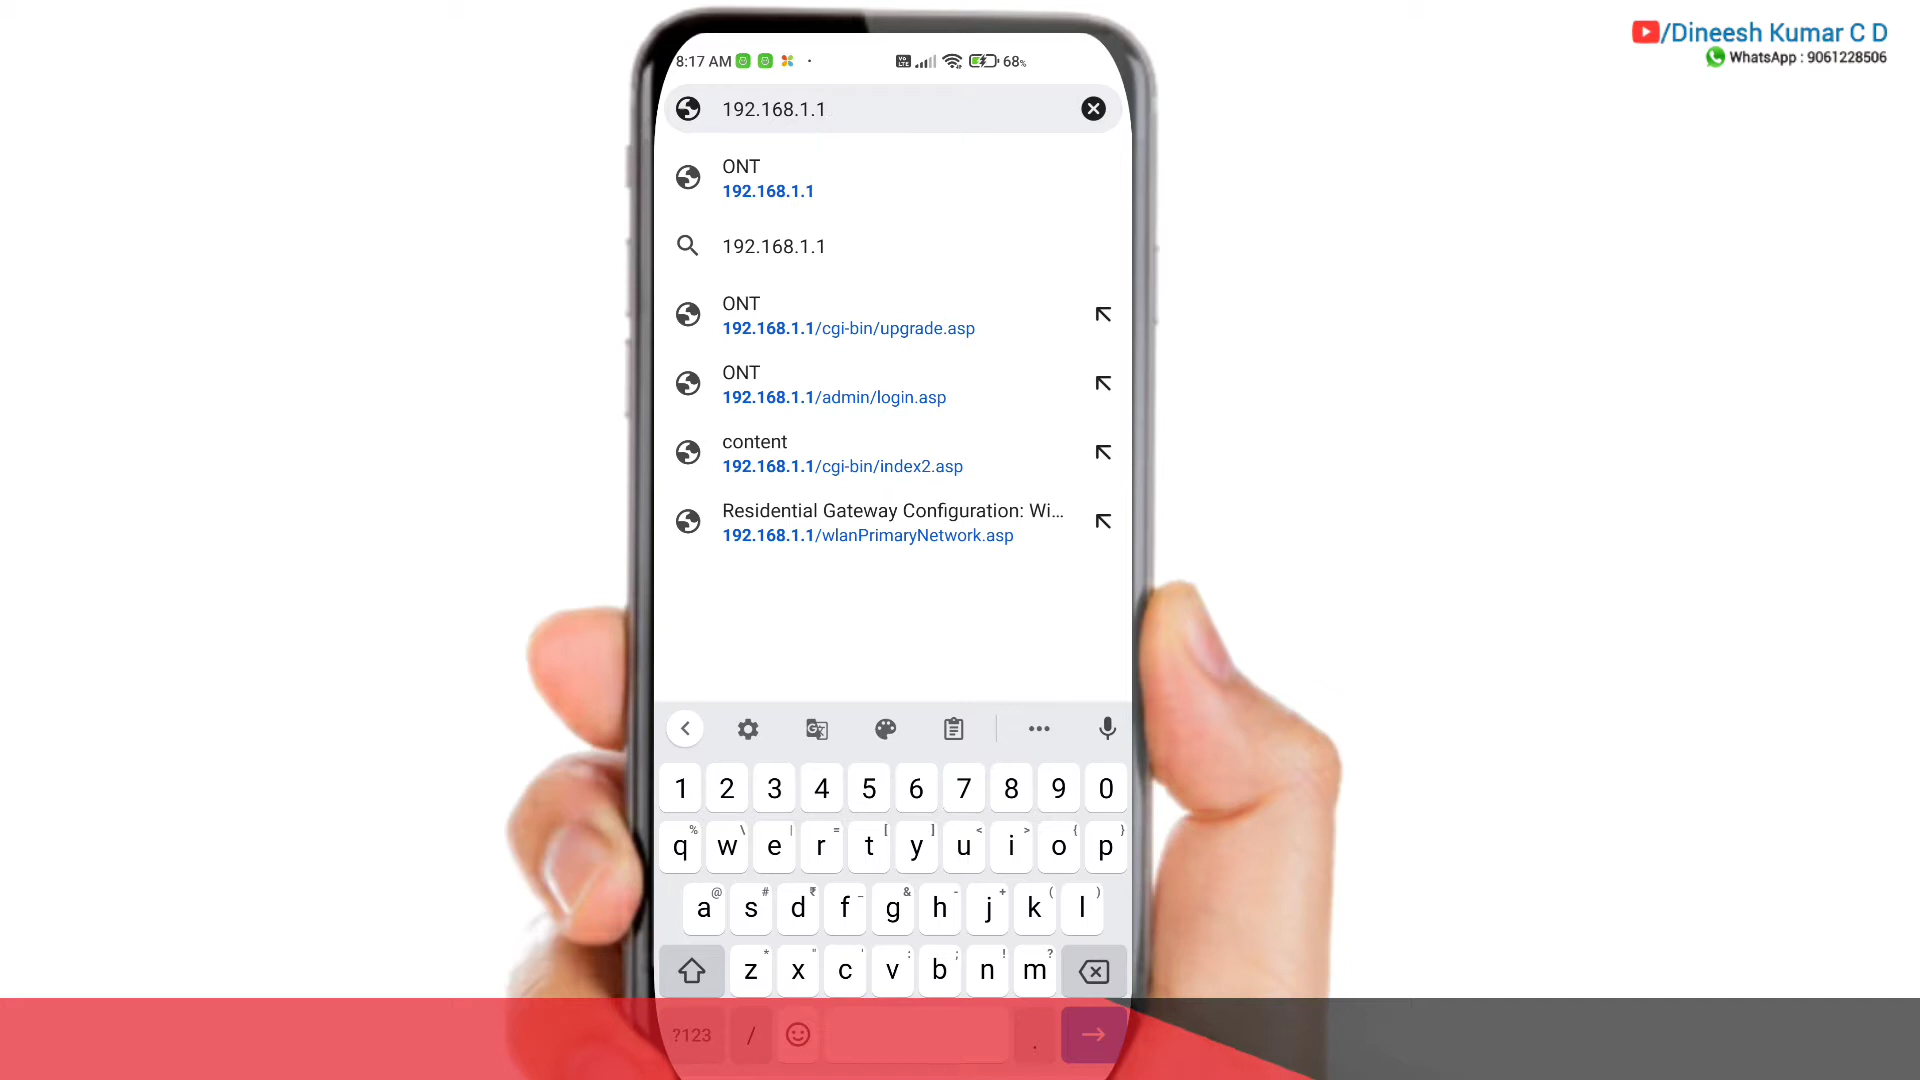 /Dineesh Kumar C D
WhatsApp : 9061228506
8:17 AM
Vo LTE
68%
192.168.1.1
ONT
192.168.1.1
192.168.1.1
ONT
192.168.1.1/cgi-bin/upgrade.asp
ONT
192.168.1.1/admin/login.asp
content
192.168.1.1/cgi-bin/index2.asp
Residential Gateway Configuration: Wi...
192.168.1.1/wlanPrimaryNetwork.asp
1 2 3 4 5 6 7 8 9 0
% \ | = [ ] < > { }
q w e r t y u i o p
@ # ₹ _ & - + ( )
a s d f g h j k l
* " ' : ; ! ?
z x c v b n m
?123 / .